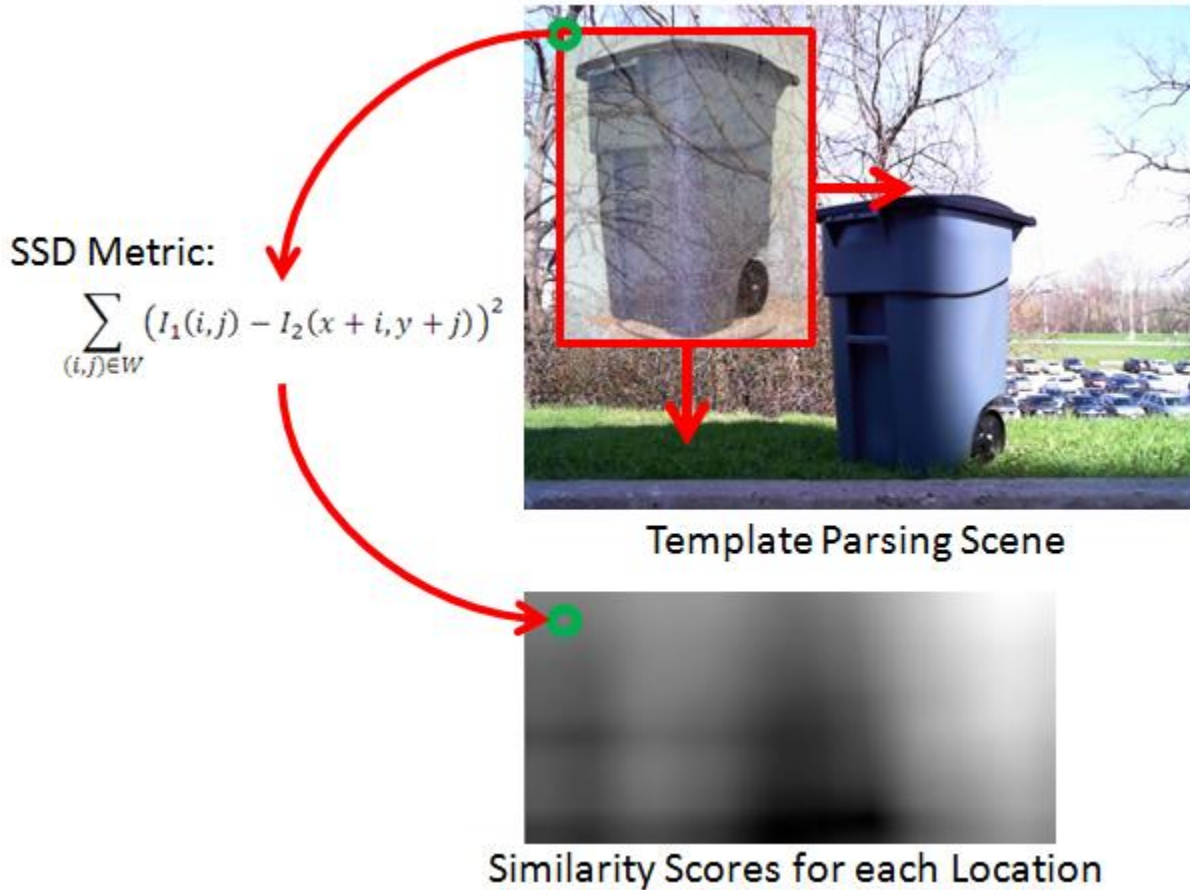 SSD Metric:
∑
(i,j)∈W
(I₁(i,j) − I₂(x + i, y + j))²
Template Parsing Scene
Similarity Scores for each Location